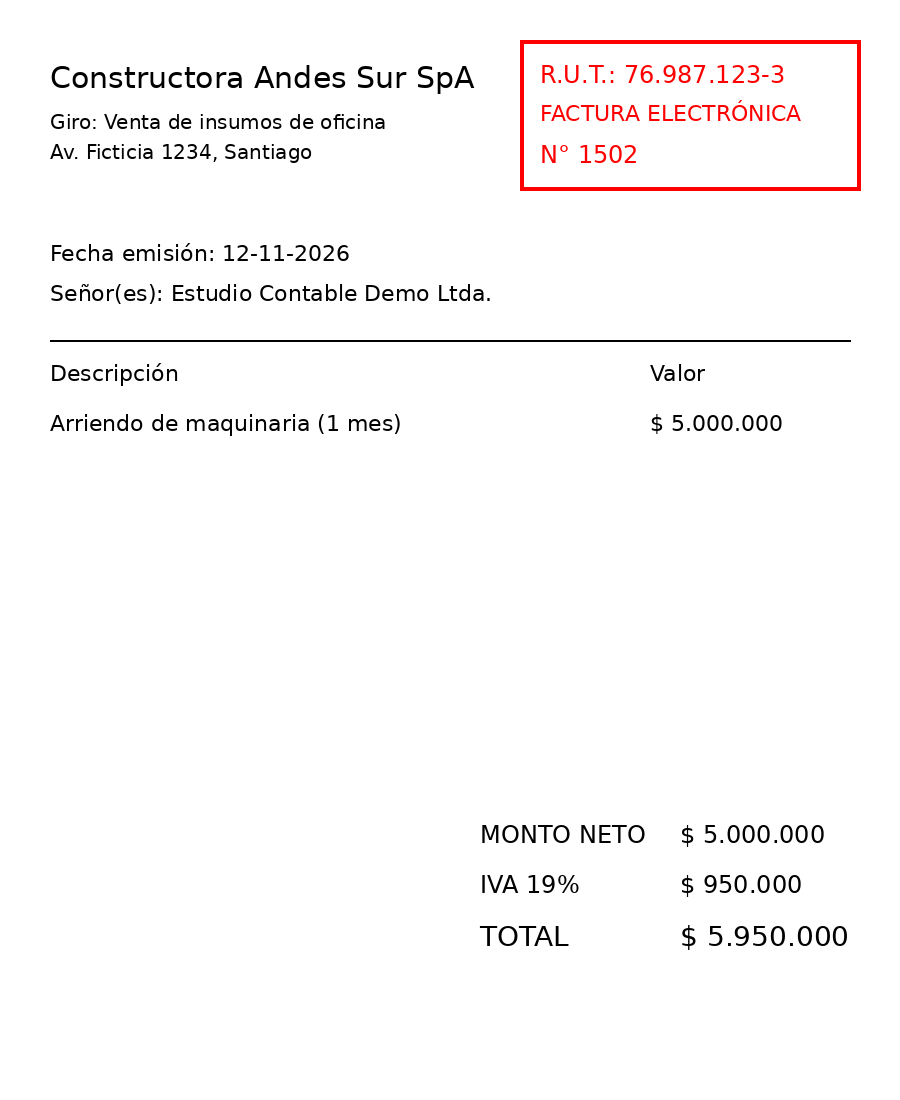 Constructora Andes Sur SpA
Giro: Venta de insumos de oficina
Av. Ficticia 1234, Santiago
R.U.T.: 76.987.123-3
FACTURA ELECTRÓNICA
N° 1502
Fecha emisión: 12-11-2026
Señor(es): Estudio Contable Demo Ltda.
Descripción Valor
Arriendo de maquinaria (1 mes) $ 5.000.000
MONTO NETO $ 5.000.000
IVA 19% $ 950.000
TOTAL $ 5.950.000